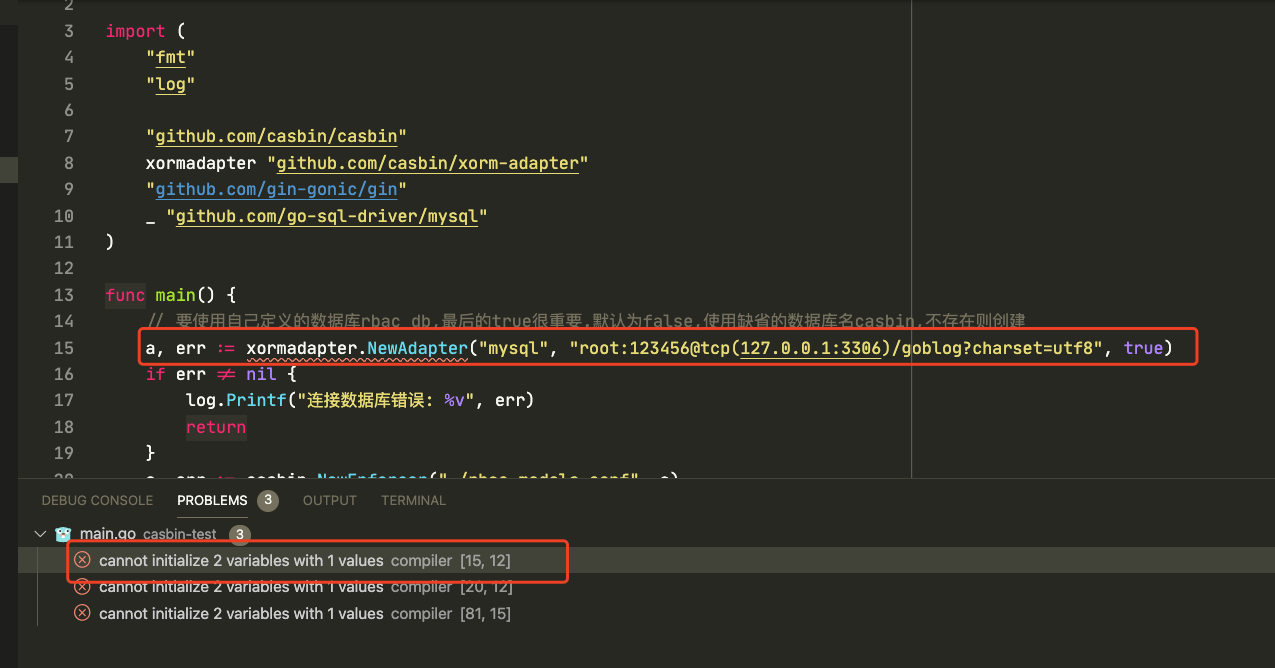 2
3 import (
4 "fmt"
5 "log"
6
7 "github.com/casbin/casbin"
8 xormadapter "github.com/casbin/xorm-adapter"
9 "github.com/gin-gonic/gin"
10 _ "github.com/go-sql-driver/mysql"
11 )
12
13 func main() {
14 // 要使用自己定义的数据库rbac_db,最后的true很重要.默认为false,使用缺省的数据库名casbin,不存在则创建
15 a, err := xormadapter.NewAdapter("mysql", "root:123456@tcp(127.0.0.1:3306)/goblog?charset=utf8", true)
16 if err != nil {
17 log.Printf("连接数据库错误: %v", err)
18 return
19 }
DEBUG CONSOLE PROBLEMS 3 OUTPUT TERMINAL
main.go casbin-test 3
cannot initialize 2 variables with 1 values compiler [15, 12]
cannot initialize 2 variables with 1 values compiler [20, 12]
cannot initialize 2 variables with 1 values compiler [81, 15]